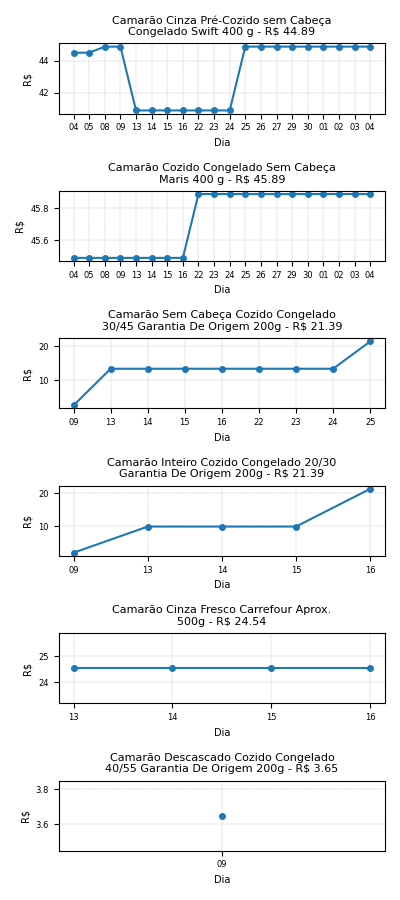 Camarão Cinza Pré-Cozido sem Cabeça
Congelado Swift 400 g - R$ 44.89
44
42
R$
04 05 08 09 13 14 15 16 22 23 24 25 26 27 29 30 01 02 03 04
Dia
Camarão Cozido Congelado Sem Cabeça
Maris 400 g - R$ 45.89
45.8
45.6
R$
04 05 08 09 13 14 15 16 22 23 24 25 26 27 29 30 01 02 03 04
Dia
Camarão Sem Cabeça Cozido Congelado
30/45 Garantia De Origem 200g - R$ 21.39
20
10
R$
09 13 14 15 16 22 23 24 25
Dia
Camarão Inteiro Cozido Congelado 20/30
Garantia De Origem 200g - R$ 21.39
20
10
R$
09 13 14 15 16
Dia
Camarão Cinza Fresco Carrefour Aprox.
500g - R$ 24.54
25
24
R$
13 14 15 16
Dia
Camarão Descascado Cozido Congelado
40/55 Garantia De Origem 200g - R$ 3.65
3.8
3.6
R$
09
Dia